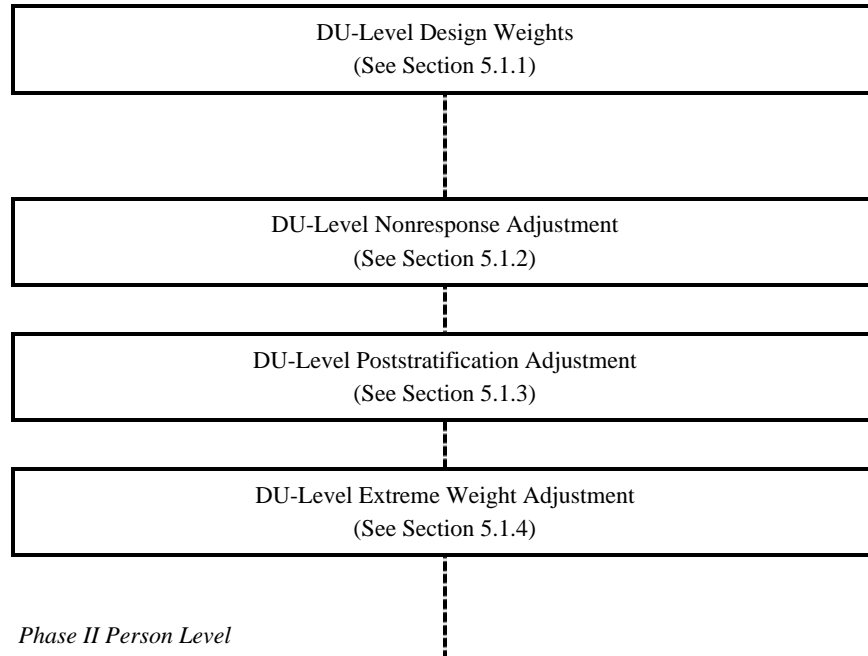 DU-Level Design Weights
(See Section 5.1.1)
DU-Level Nonresponse Adjustment
(See Section 5.1.2)
DU-Level Poststratification Adjustment
(See Section 5.1.3)
DU-Level Extreme Weight Adjustment
(See Section 5.1.4)
Phase II Person Level